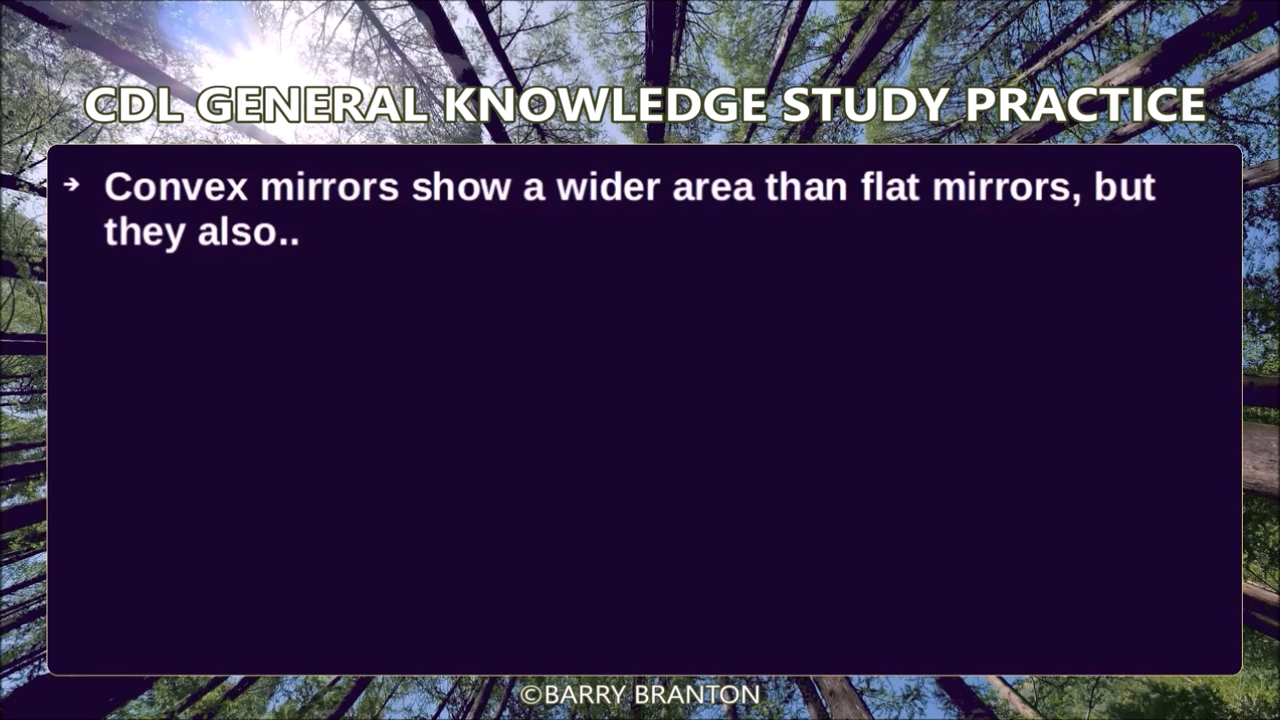 CDL GENERAL KNOWLEDGE STUDY PRACTICE
➔ Convex mirrors show a wider area than flat mirrors, but
they also..
©BARRY BRANTON